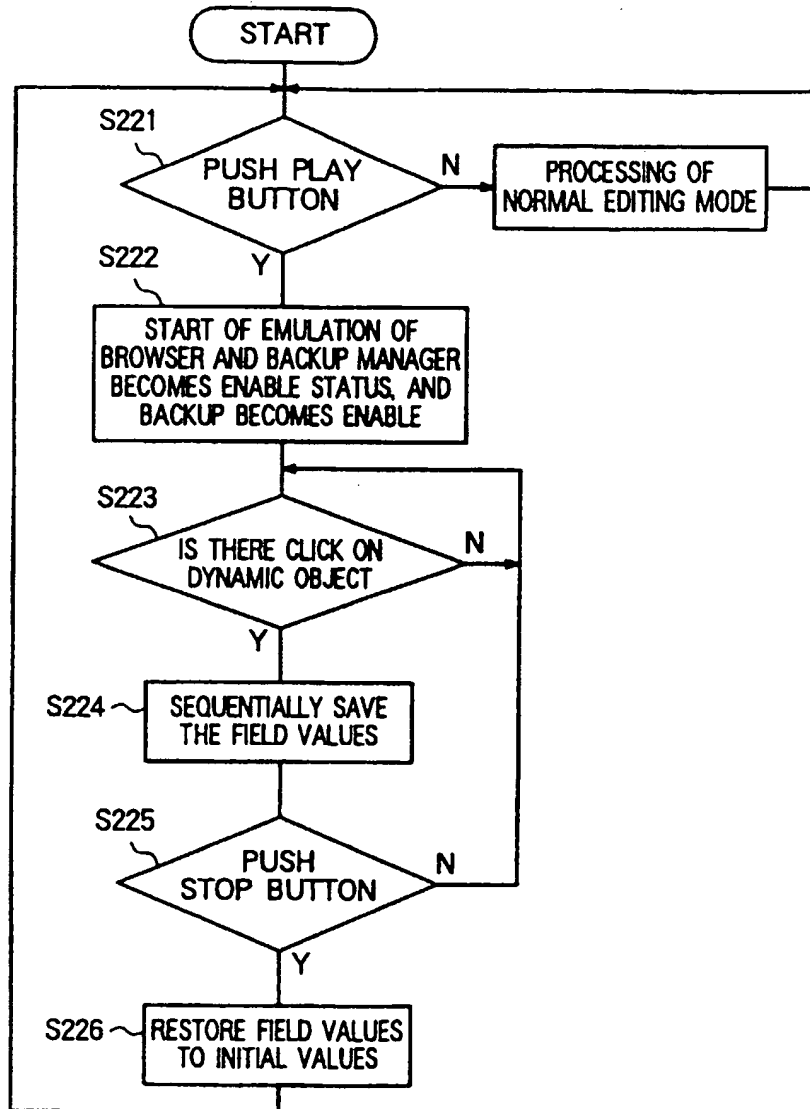 START
S221
PUSH PLAY
BUTTON
N
PROCESSING OF
NORMAL EDITING MODE
Y
S222
START OF EMULATION OF
BROWSER AND BACKUP MANAGER
BECOMES ENABLE STATUS, AND
BACKUP BECOMES ENABLE
S223
IS THERE CLICK ON
DYNAMIC OBJECT
N
Y
S224
SEQUENTIALLY SAVE
THE FIELD VALUES
S225
PUSH
STOP BUTTON
N
Y
S226
RESTORE FIELD VALUES
TO INITIAL VALUES